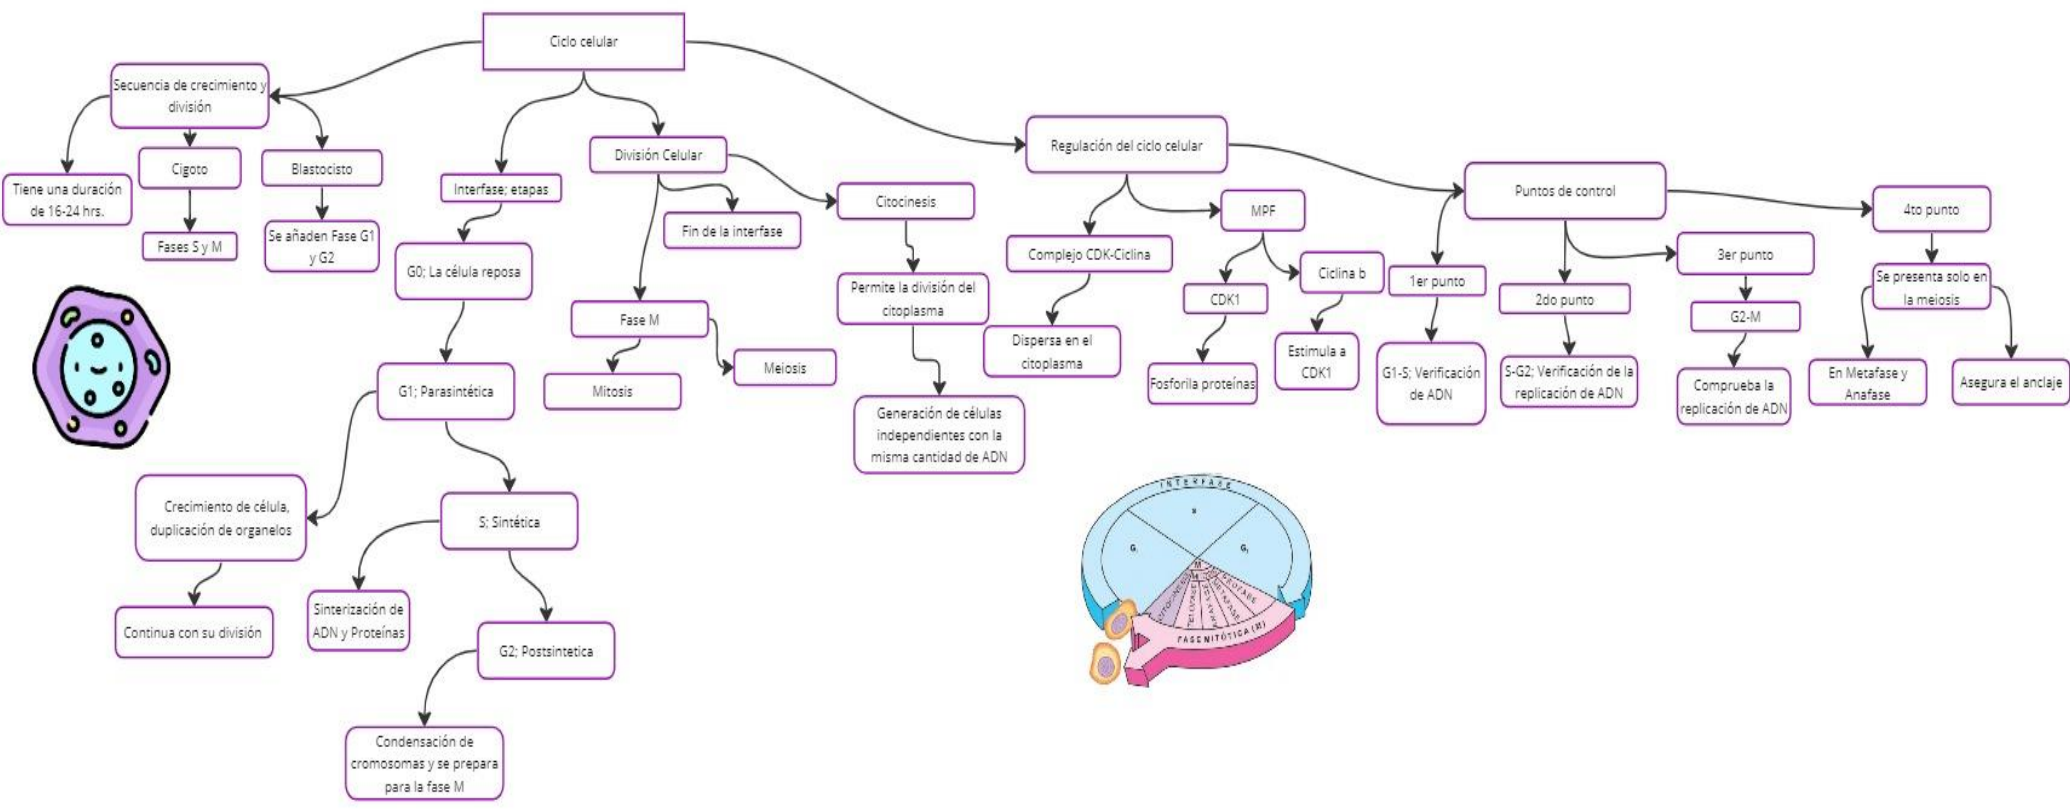 Ciclo celular
Secuencia de crecimiento y
división
Tiene una duración
de 16-24 hrs.
Cigoto
Fases S y M
Blastocisto
Se añaden Fase G1
y G2
Interfase; etapas
G0; La célula reposa
G1; Parasintética
Crecimiento de célula,
duplicación de organelos
Continua con su división
S; Sintética
Sinterización de
ADN y Proteínas
G2; Postsintetica
Condensación de
cromosomas y se prepara
para la fase M
División Celular
Fin de la interfase
Fase M
Mitosis
Meiosis
Citocinesis
Permite la división del
citoplasma
Generación de células
independientes con la
misma cantidad de ADN
Regulación del ciclo celular
Complejo CDK-Ciclina
Dispersa en el
citoplasma
MPF
CDK1
Fosforila proteínas
Ciclina b
Estimula a
CDK1
Puntos de control
1er punto
G1-S; Verificación
de ADN
2do punto
S-G2; Verificación de la
replicación de ADN
3er punto
G2-M
Comprueba la
replicación de ADN
4to punto
Se presenta solo en
la meiosis
En Metafase y
Anafase
Asegura el anclaje
INTERFASE
S
M
PROFASE
METAFASE
ANAFASE
TELOFASE
CITOCINESIS
FASE MITÓTICA (M)